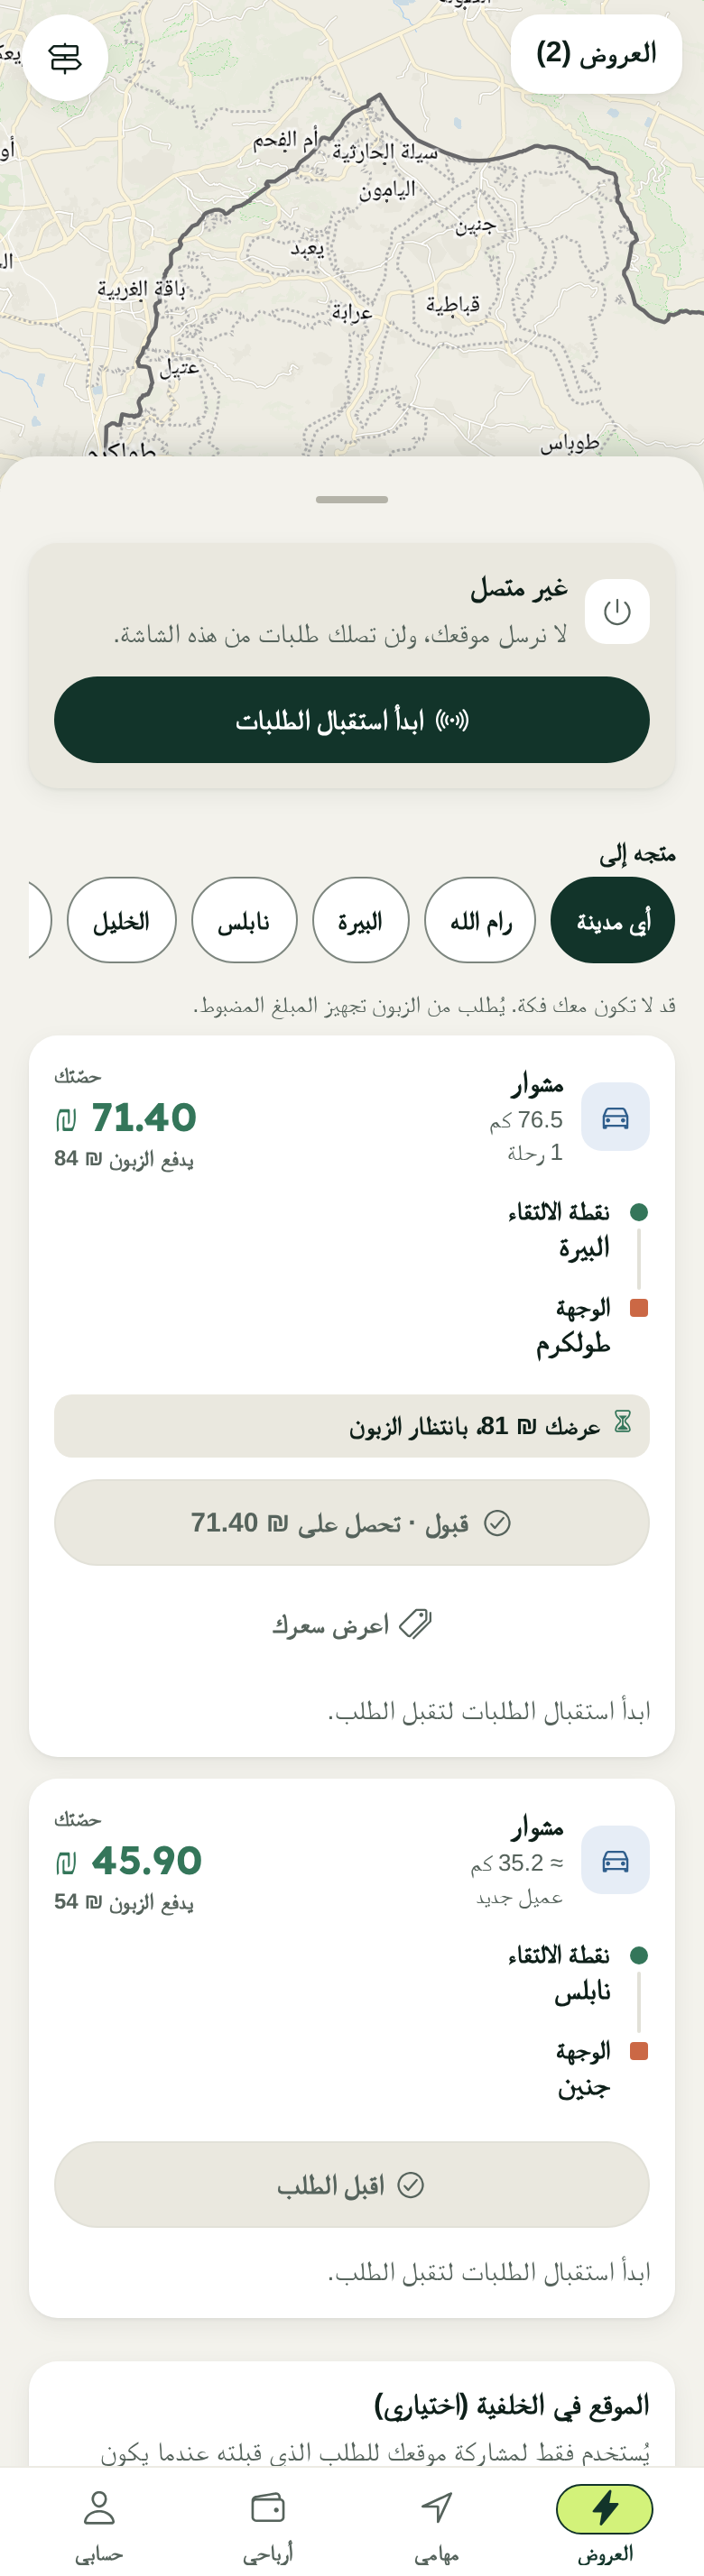 العروض (2)
أم الفحم
سيلة الحارثية
اليامون
جنين
يعبد
باقة الغربية
عرابة
قباطية
عتيل
طولكرم
طوباس
غير متصل
لا نرسل موقعك، ولن تصلك طلبات من هذه الشاشة.
ابدأ استقبال الطلبات
متجه إلى
أي مدينة
رام الله
البيرة
نابلس
الخليل
قد لا تكون معك فكة. يُطلب من الزبون تجهيز المبلغ المضبوط.
مشوار
76.5 كم
1 رحلة
حصّتك
71.40 ₪
يدفع الزبون ₪ 84
نقطة الالتقاء
البيرة
الوجهة
طولكرم
عرضك ₪ 81، بانتظار الزبون
قبول · تحصل على ₪ 71.40
اعرض سعرك
ابدأ استقبال الطلبات لتقبل الطلب.
مشوار
≈ 35.2 كم
عميل جديد
حصّتك
45.90 ₪
يدفع الزبون ₪ 54
نقطة الالتقاء
نابلس
الوجهة
جنين
اقبل الطلب
ابدأ استقبال الطلبات لتقبل الطلب.
الموقع في الخلفية (اختياري)
يُستخدم فقط لمشاركة موقعك للطلب الذي قبلته عندما يكون
العروض
مهامي
أرباحي
حسابي